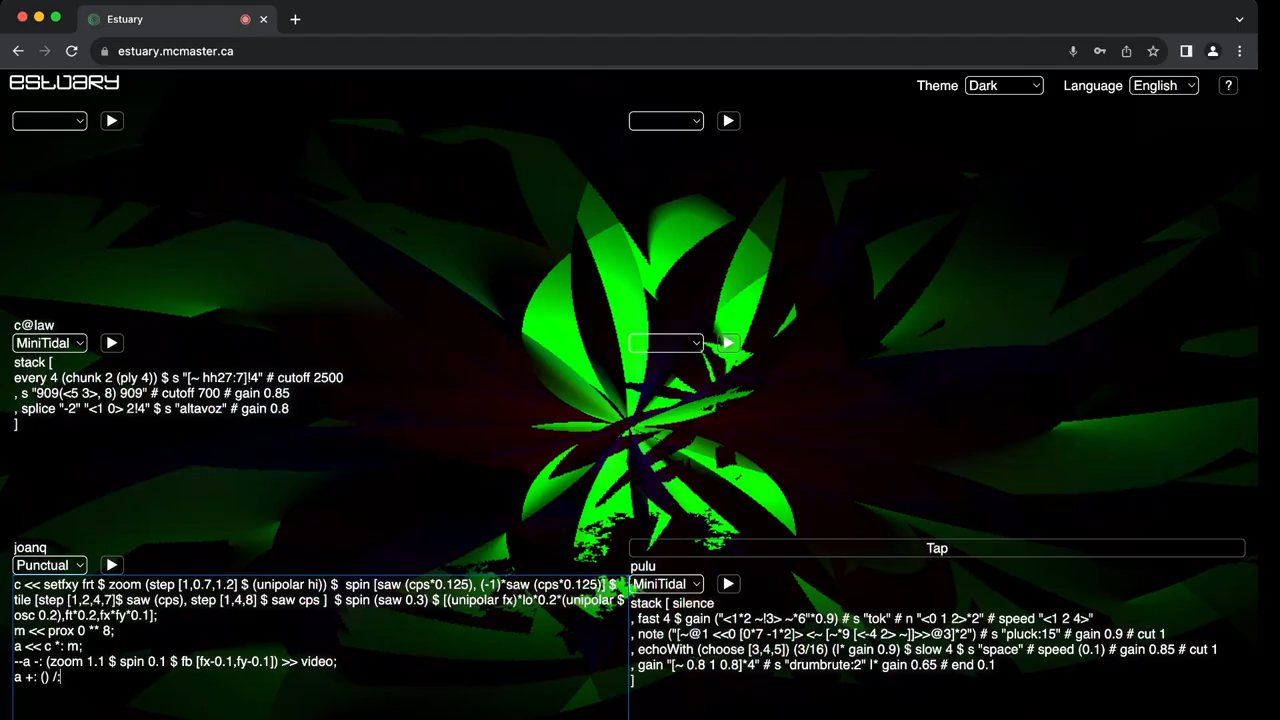 Estuary
estuary.mcmaster.ca
ESTUARY
Theme Dark Language English ?
c@law
MiniTidal
stack [
every 4 (chunk 2 (ply 4)) $ s "[~ hh27:7]!4" # cutoff 2500
, s "909(<5 3>, 8) 909" # cutoff 700 # gain 0.85
, splice "-2" "<1 0> 2!4" $ s "altavoz" # gain 0.8
]
joanq
Punctual
c << setfxy frt $ zoom (step [1,0.7,1.2] $ (unipolar hi)) $ spin [saw (cps*0.125), (-1)*saw (cps*0.125)] $
tile [step [1,2,4,7]$ saw (cps), step [1,4,8] $ saw cps ] $ spin (saw 0.3) $ [(unipolar fx)*lo*0.2*(unipolar $
osc 0.2),ft*0.2,fx*fy*0.1];
m << prox 0 ** 8;
a << c *: m;
--a -: (zoom 1.1 $ spin 0.1 $ fb [fx-0.1,fy-0.1]) >> video;
a +: () /:
Tap
pulu
MiniTidal
stack [ silence
, fast 4 $ gain ("<1*2 ~!3> ~*6"*0.9) # s "tok" # n "<0 1 2>*2" # speed "<1 2 4>"
, note ("[~@1 <<0 [0*7 -1*2]> <~ [~*9 [<-4 2> ~]]>>@3]*2") # s "pluck:15" # gain 0.9 # cut 1
, echoWith (choose [3,4,5]) (3/16) (|* gain 0.9) $ slow 4 $ s "space" # speed (0.1) # gain 0.85 # cut 1
, gain "[~ 0.8 1 0.8]*4" # s "drumbrute:2" |* gain 0.65 # end 0.1
]